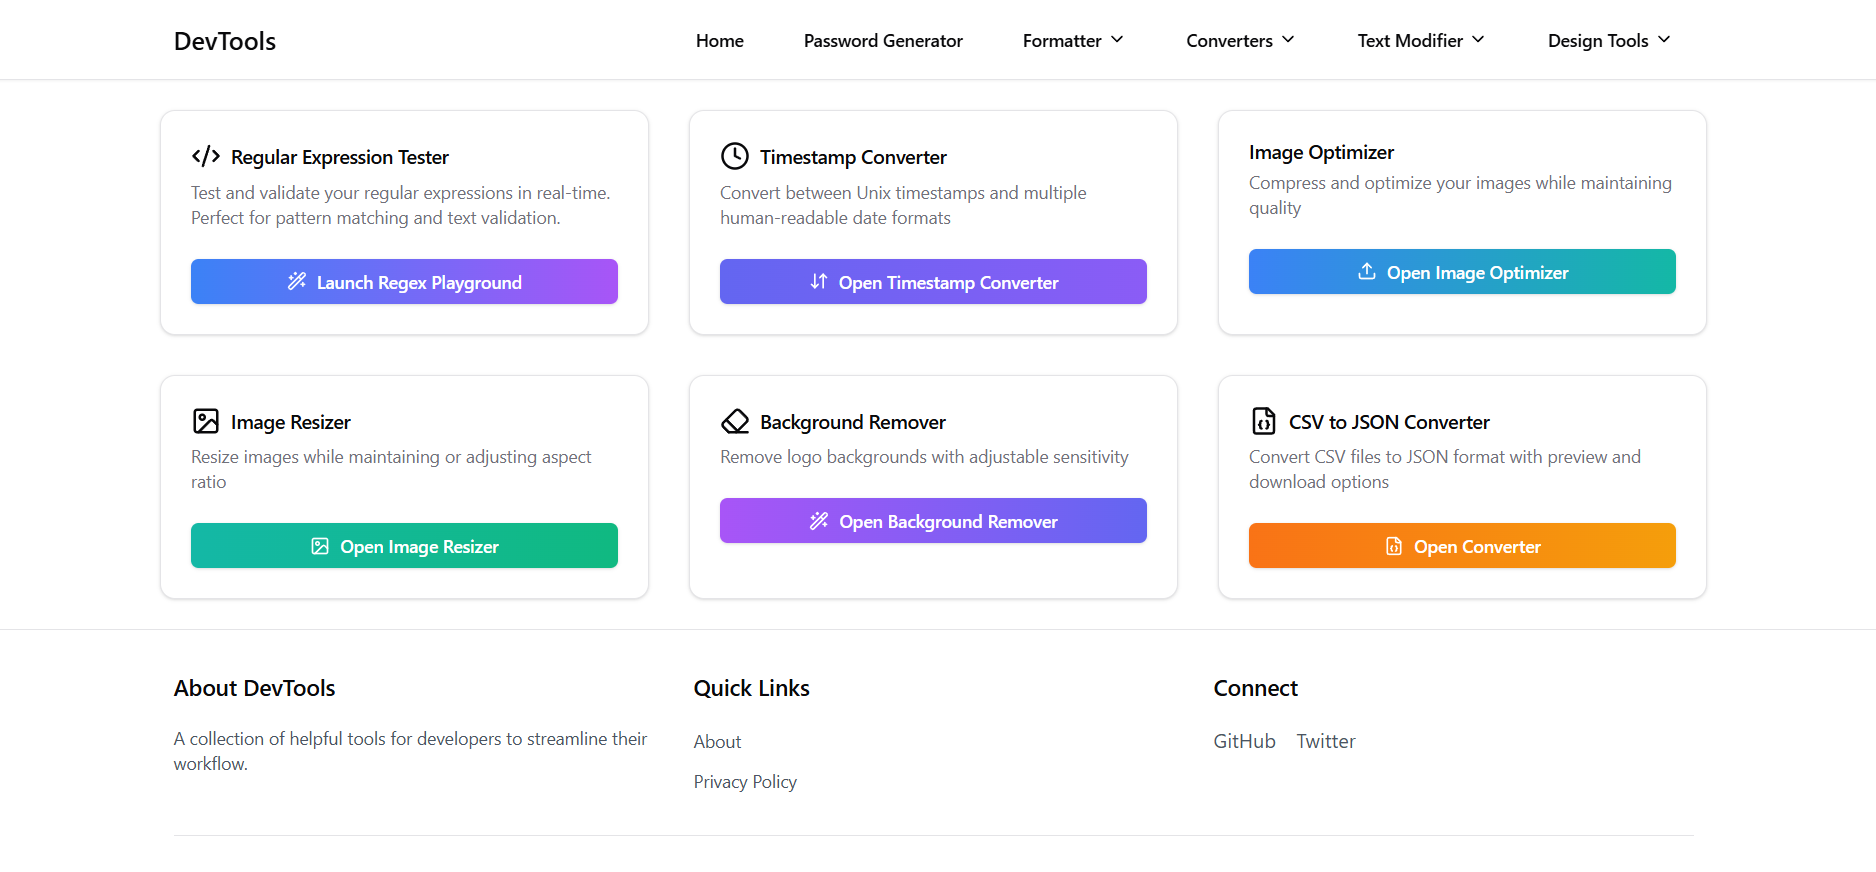 DevTools
Home
Password Generator
Formatter
Converters
Text Modifier
Design Tools
Regular Expression Tester
Test and validate your regular expressions in real-time.
Perfect for pattern matching and text validation.
Launch Regex Playground
Timestamp Converter
Convert between Unix timestamps and multiple
human-readable date formats
Open Timestamp Converter
Image Optimizer
Compress and optimize your images while maintaining
quality
Open Image Optimizer
Image Resizer
Resize images while maintaining or adjusting aspect
ratio
Open Image Resizer
Background Remover
Remove logo backgrounds with adjustable sensitivity
Open Background Remover
CSV to JSON Converter
Convert CSV files to JSON format with preview and
download options
Open Converter
About DevTools
A collection of helpful tools for developers to streamline their
workflow.
Quick Links
About
Privacy Policy
Connect
GitHub
Twitter